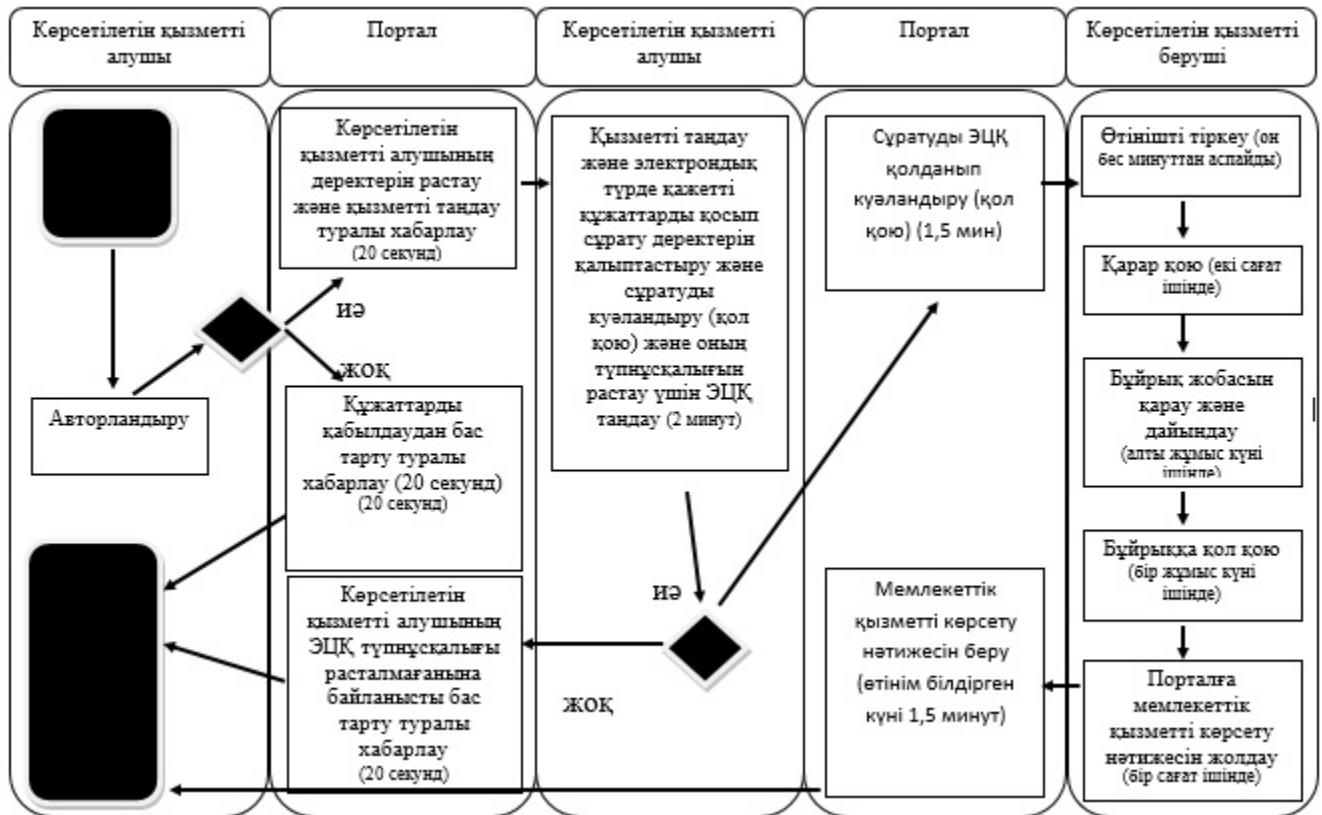 Көрсетілетін қызметті
алушы
Портал
Көрсетілетін қызметті
алушы
Портал
Көрсетілетін қызметті
беруші
Авторландыру
Көрсетілетін
қызметті алушының
деректерін растау
және қызметті таңдау
туралы хабарлау
(20 секунд)
иә
жоқ
Құжаттарды
қабылдаудан бас
тарту туралы
хабарлау (20 секунд)
(20 секунд)
Көрсетілетін
қызметті алушының
ЭЦҚ түпнұсқалығы
расталмағанына
байланысты бас
тарту туралы
хабарлау
(20 секунд)
Қызметті таңдау
және электрондық
түрде қажетті
құжаттарды қосып
сұрату деректерін
қалыптастыру және
сұратуды
куәландыру (қол
қою) және оның
түпнұсқалығын
растау үшін ЭЦҚ
таңдау (2 минут)
иә
жоқ
Сұратуды ЭЦҚ
қолданып
куәландыру (қол
қою) (1,5 мин)
Мемлекеттік
қызметті көрсету
нәтижесін беру
(өтінім білдірген
күні 1,5 минут)
Өтінішті тіркеу (он
бес минуттан аспайды)
Қарар қою (екі сағат
ішінде)
Бұйрық жобасын
қарау және
дайындау
(алты жұмыс күні
ішінде)
Бұйрыққа қол қою
(бір жұмыс күні
ішінде)
Порталға
мемлекеттік
қызметті көрсету
нәтижесін жолдау
(бір сағат ішінде)